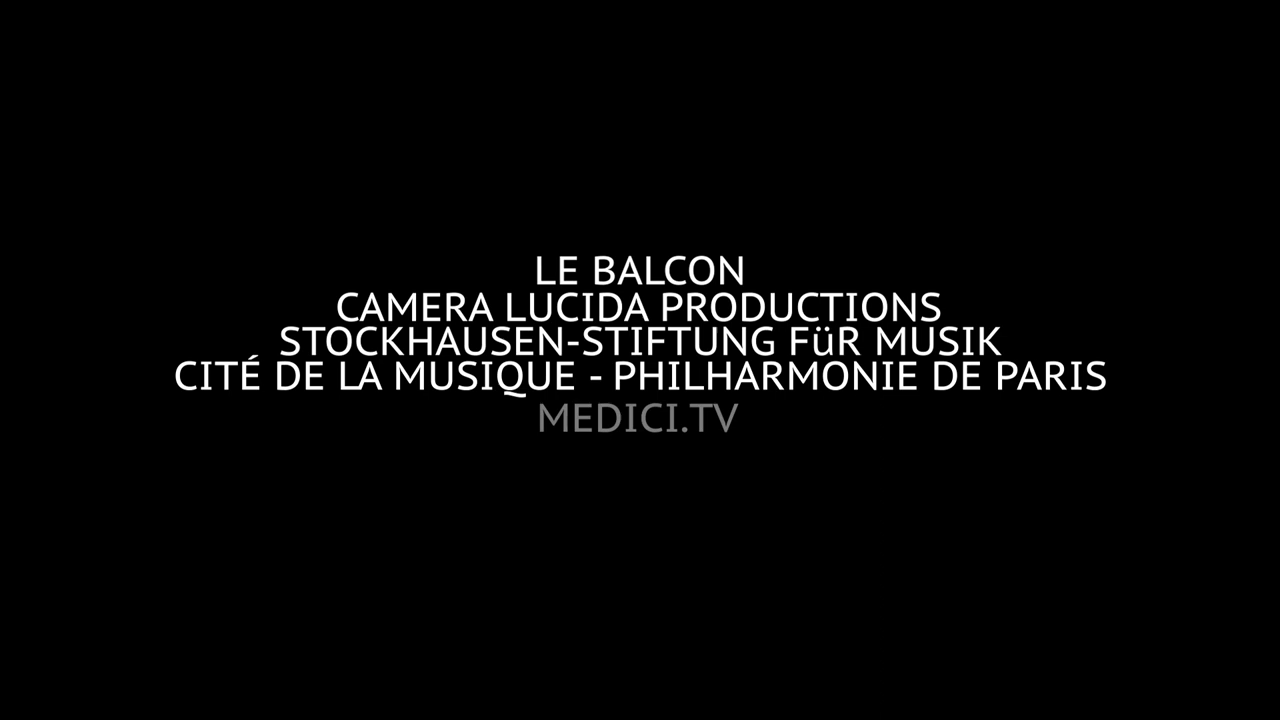 LE BALCON
CAMERA LUCIDA PRODUCTIONS
STOCKHAUSEN-STIFTUNG FüR MUSIK
CITÉ DE LA MUSIQUE - PHILHARMONIE DE PARIS
MEDICI.TV